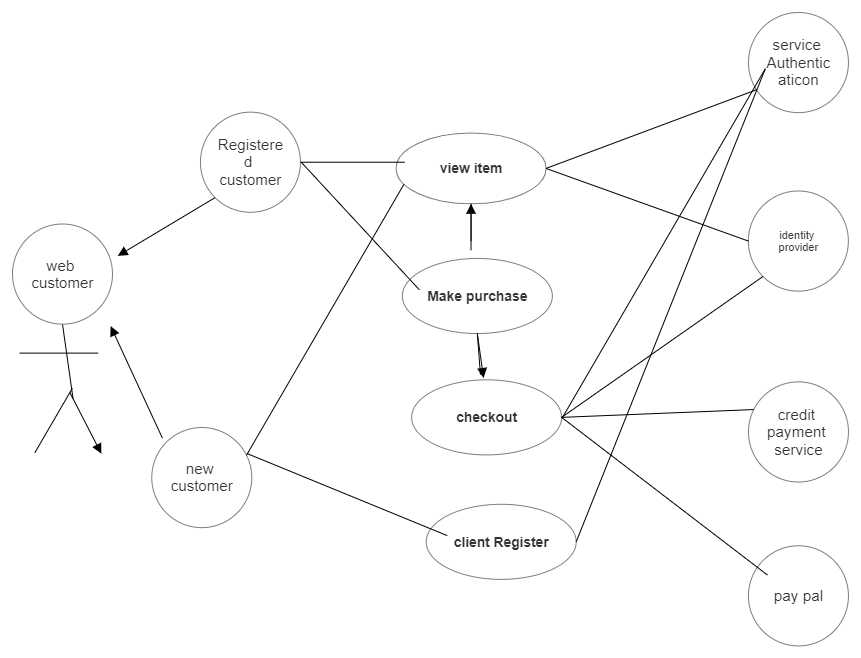 service
Authentic
aticon
Registere
d
customer
view item
identity
provider
web
customer
Make purchase
checkout
credit
payment
service
new
customer
client Register
pay pal